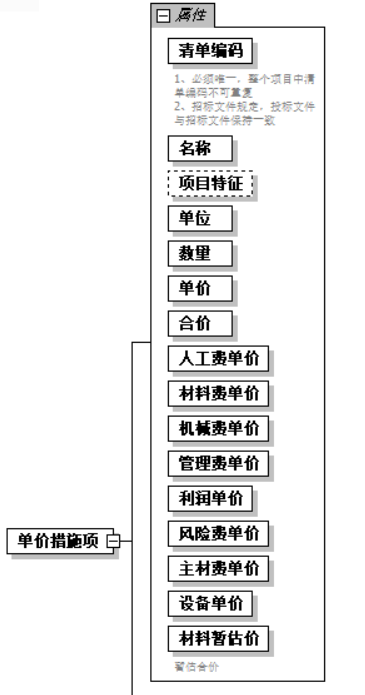 属性
清单编码
1、必须唯一，整个项目中清
单编码不可重复
2、招标文件规定，投标文件
与招标文件保持一致
名称
项目特征
单位
数量
单价
合价
人工费单价
材料费单价
机械费单价
管理费单价
利润单价
风险费单价
主材费单价
设备单价
材料暂估价
暂估合价
单价措施项